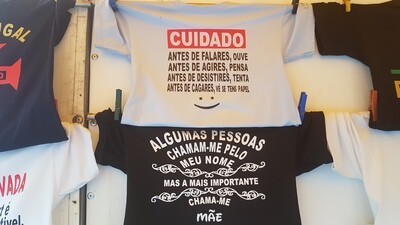 GAL
CUIDADO
ANTES DE FALARES, OUVE
ANTES DE AGIRES, PENSA
ANTES DE DESISTIRES, TENTA
ANTES DE CAGARES, VÊ SE TENS PAPEL
ALGUMAS PESSOAS
CHAMAM-ME PELO
MEU NOME
MAS A MAIS IMPORTANTE
CHAMA-ME
MÃE
NADA
é
tível.